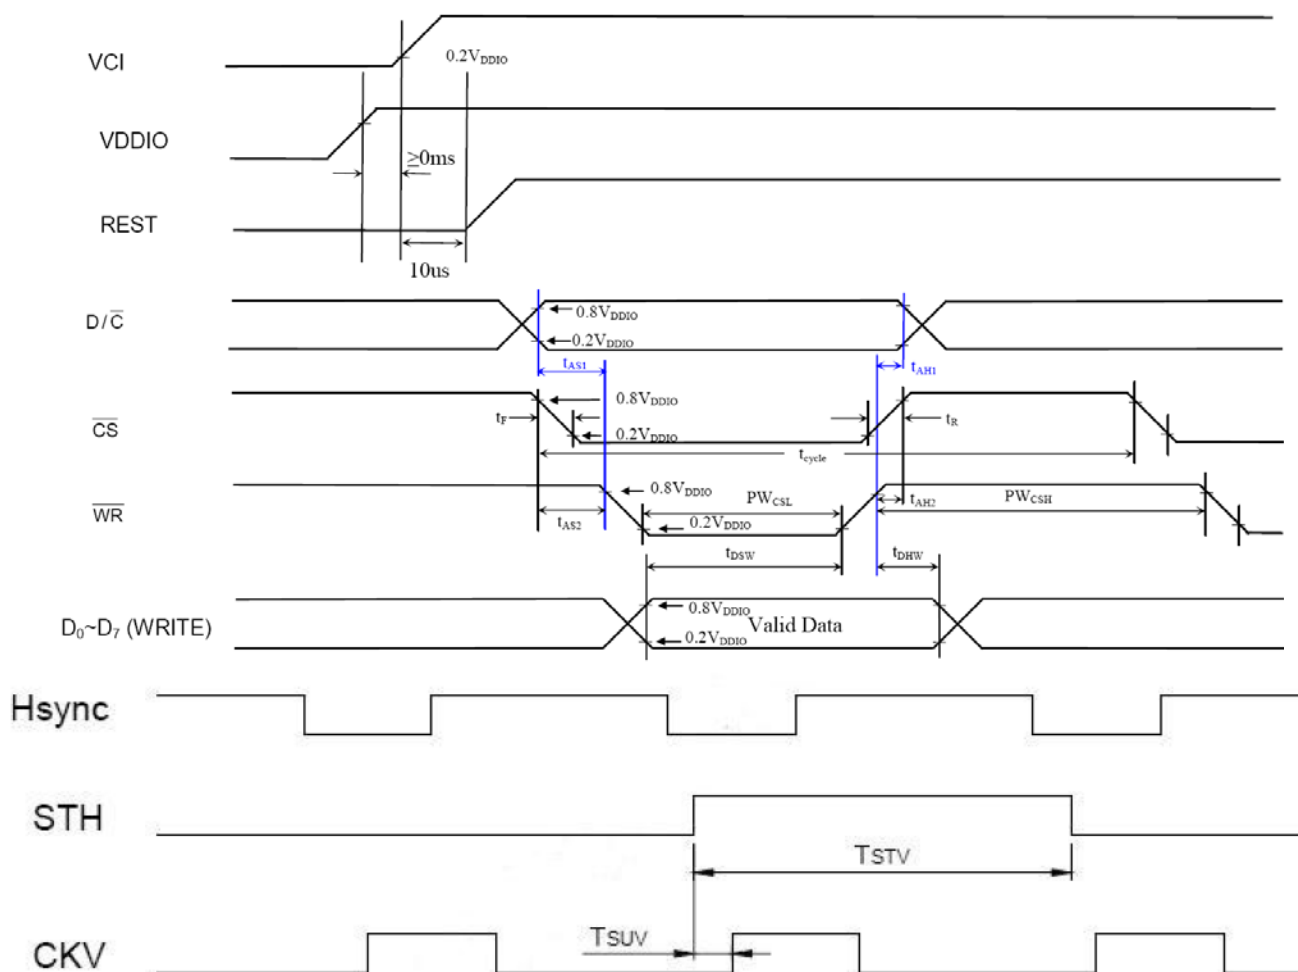 VCI
0.2VDDIO
VDDIO
≥0ms
REST
10us
D/C̅
0.8VDDIO
0.2VDDIO
tAS1
tAH1
C̅S̅
tF
0.8VDDIO
0.2VDDIO
tR
tcycle
W̅R̅
0.8VDDIO
PWCSL
tAH2
PWCSH
tAS2
0.2VDDIO
tDSW
tDHW
D0~D7 (WRITE)
0.8VDDIO
Valid Data
0.2VDDIO
Hsync
STH
TSTV
TSUV
CKV